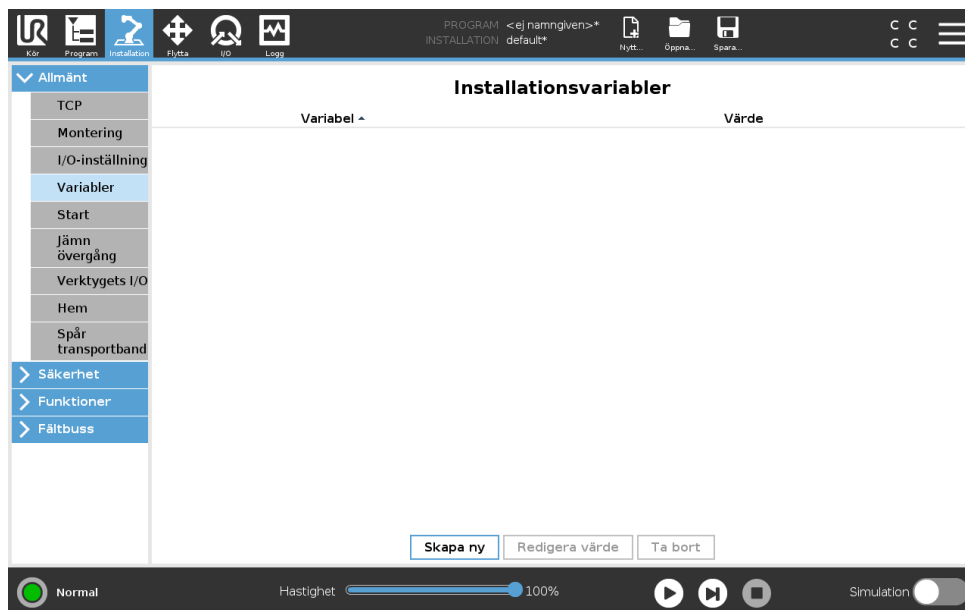 UR
Kör
Program
Installation
Flytta
I/O
Logg
PROGRAM <ej namngiven>*
INSTALLATION default*
Nytt...
Öppna...
Spara...
C C
C C
Allmänt
TCP
Montering
I/O-inställning
Variabler
Start
Jämn
övergång
Verktygets I/O
Hem
Spår
transportband
Säkerhet
Funktioner
Fältbuss
Installationsvariabler
Variabel
Värde
Skapa ny
Redigera värde
Ta bort
Normal
Hastighet
100%
Simulation